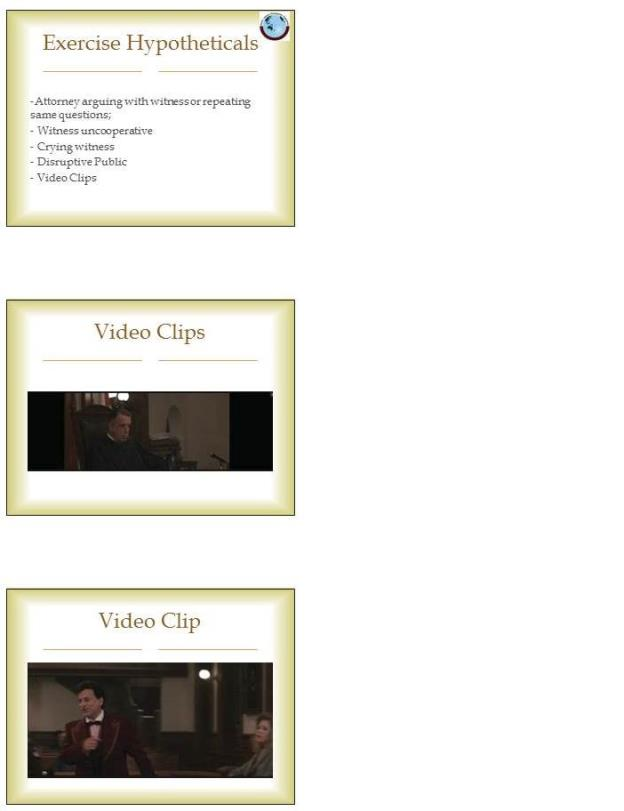 Exercise Hypotheticals
-Attorney arguing with witness or repeating
same questions;
- Witness uncooperative
- Crying witness
- Disruptive Public
- Video Clips
Video Clips
Video Clip